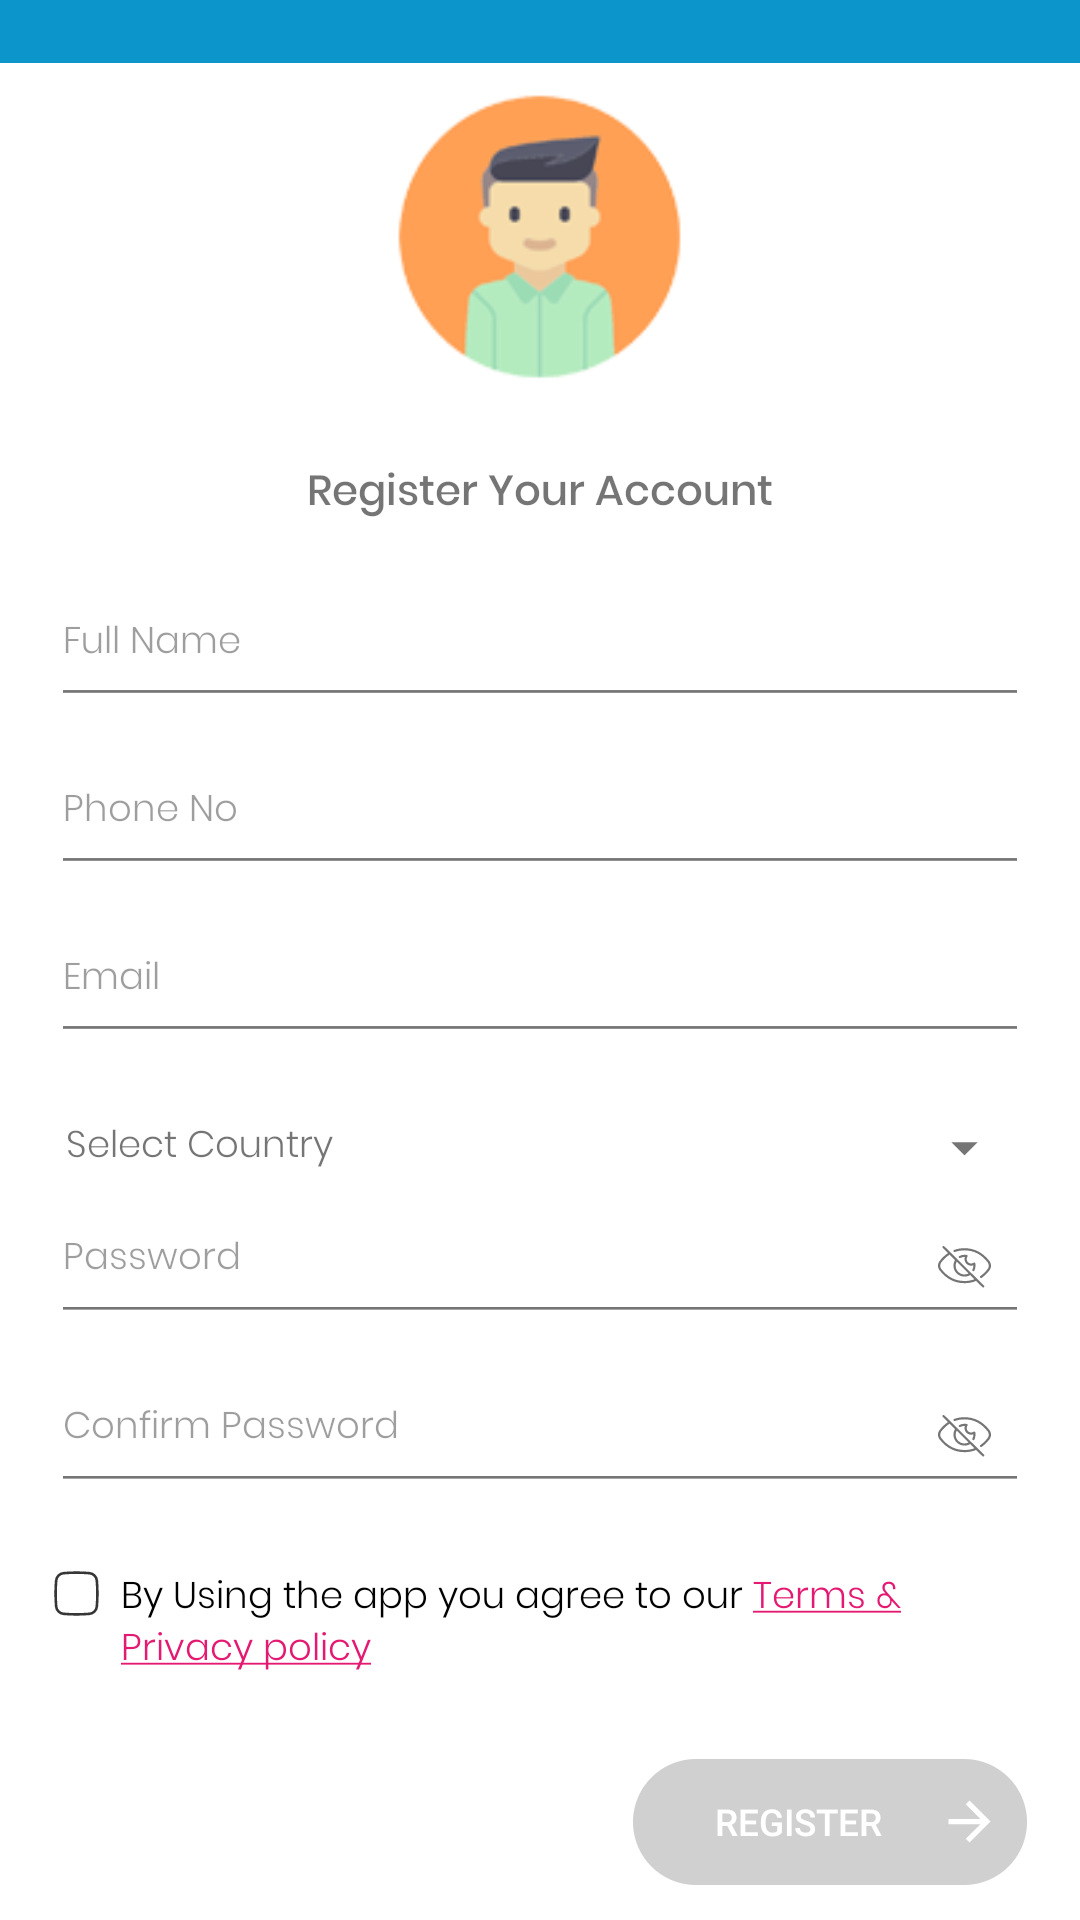 Register Your Account
Full Name
Phone No
Email
Select Country
Password
Confirm Password
By Using the app you agree to our Terms &
Privacy policy
REGISTER